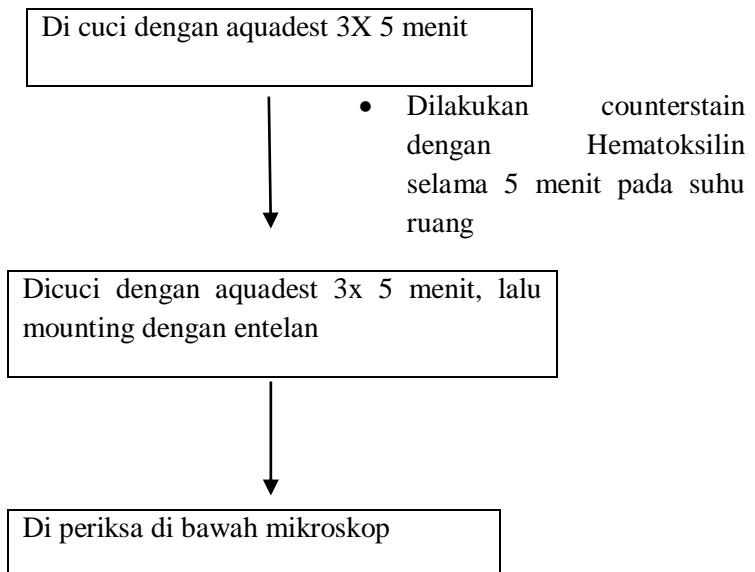 Di cuci dengan aquadest 3X 5 menit
• Dilakukan counterstain
dengan Hematoksilin
selama 5 menit pada suhu
ruang
Dicuci dengan aquadest 3x 5 menit, lalu
mounting dengan entelan
Di periksa di bawah mikroskop